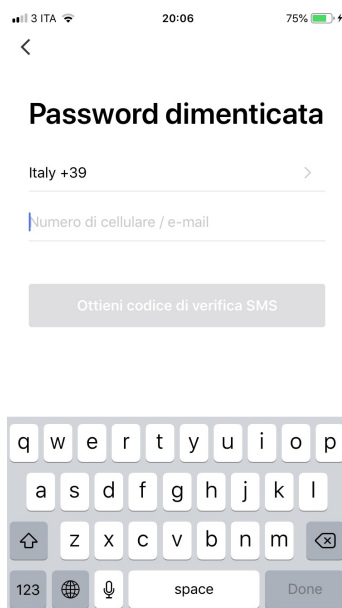 3 ITA 20:06 75%
Password dimenticata
Italy +39
Numero di cellulare / e-mail
Ottieni codice di verifica SMS
q w e r t y u i o p
a s d f g h j k l
z x c v b n m
123 space Done